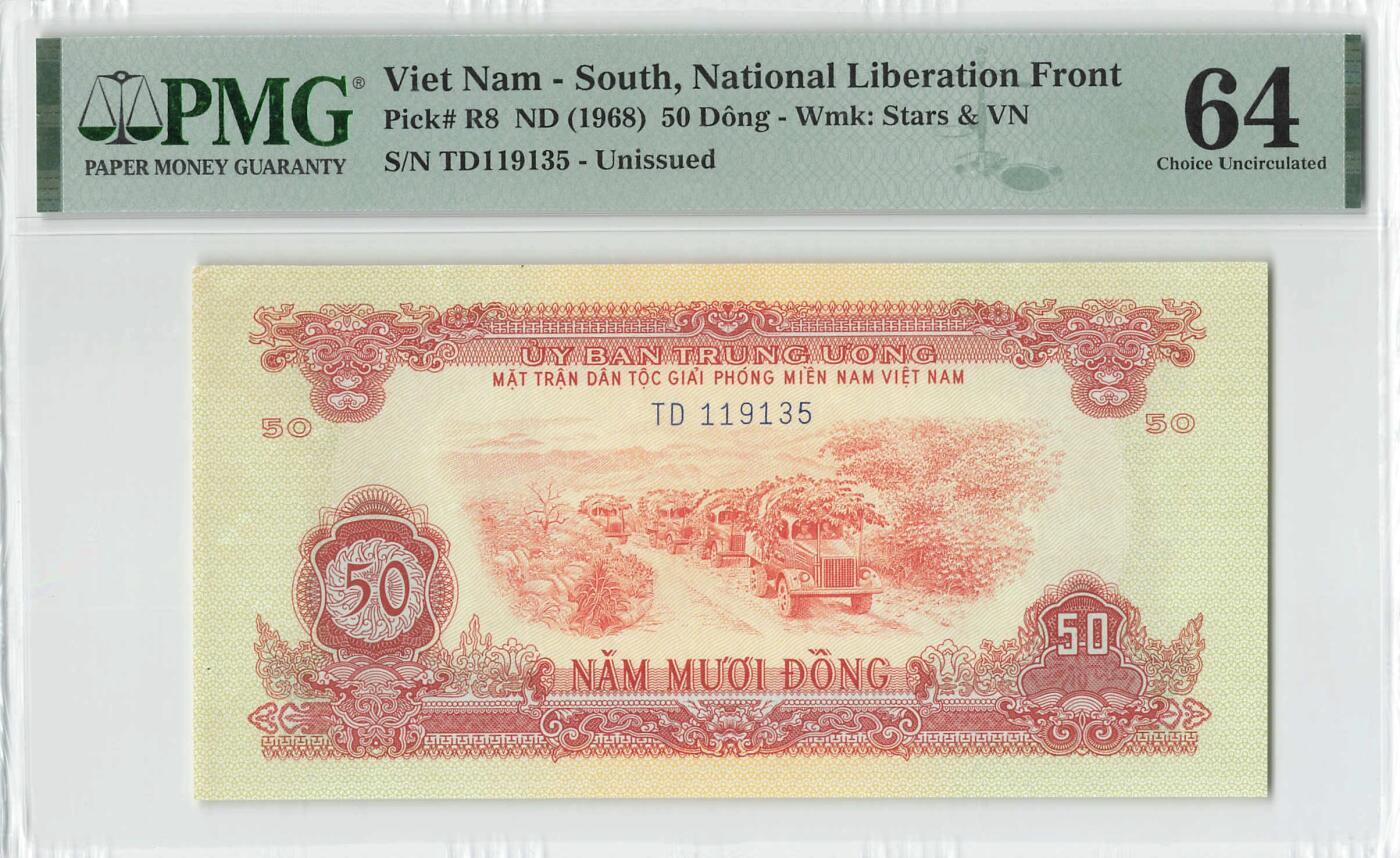 PMG®
PAPER MONEY GUARANTY
Viet Nam - South, National Liberation Front
Pick# R8 ND (1968) 50 Dông - Wmk: Stars & VN
S/N TD119135 - Unissued
64
Choice Uncirculated
ỦY BAN TRUNG ƯƠNG
MẶT TRẬN DÂN TỘC GIẢI PHÓNG MIỀN NAM VIỆT NAM
TD 119135
50
50
50
50
NĂM MƯƠI ĐỒNG